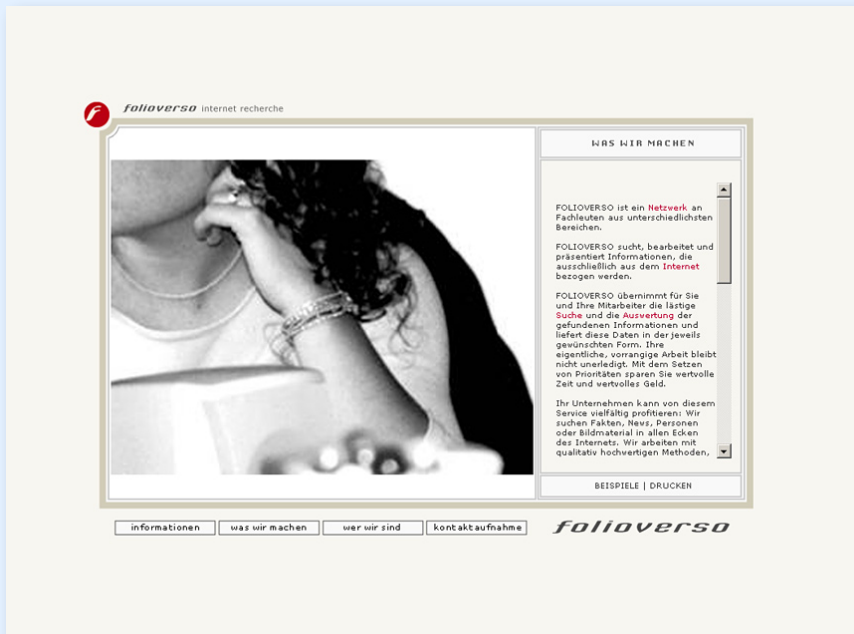 folioverso internet recherche
WAS WIR MACHEN
FOLIOVERSO ist ein Netzwerk an
Fachleuten aus unterschiedlichsten
Bereichen.
FOLIOVERSO sucht, bearbeitet und
präsentiert Informationen, die
ausschließlich aus dem Internet
bezogen werden.
FOLIOVERSO übernimmt für Sie
und Ihre Mitarbeiter die lästige
Suche und die Auswertung der
gefundenen Informationen und
liefert diese Daten in der jeweils
gewünschten Form. Ihre
eigentliche, vorrangige Arbeit bleibt
nicht unerledigt. Mit dem Setzen
von Prioritäten sparen Sie wertvolle
Zeit und wertvolles Geld.
Ihr Unternehmen kann von diesem
Service vielfältig profitieren: Wir
suchen Fakten, News, Personen
oder Bildmaterial in allen Ecken
des Internets. Wir arbeiten mit
qualitativ hochwertigen Methoden,
BEISPIELE | DRUCKEN
informationen
was wir machen
wer wir sind
kontaktaufnahme
folioverso